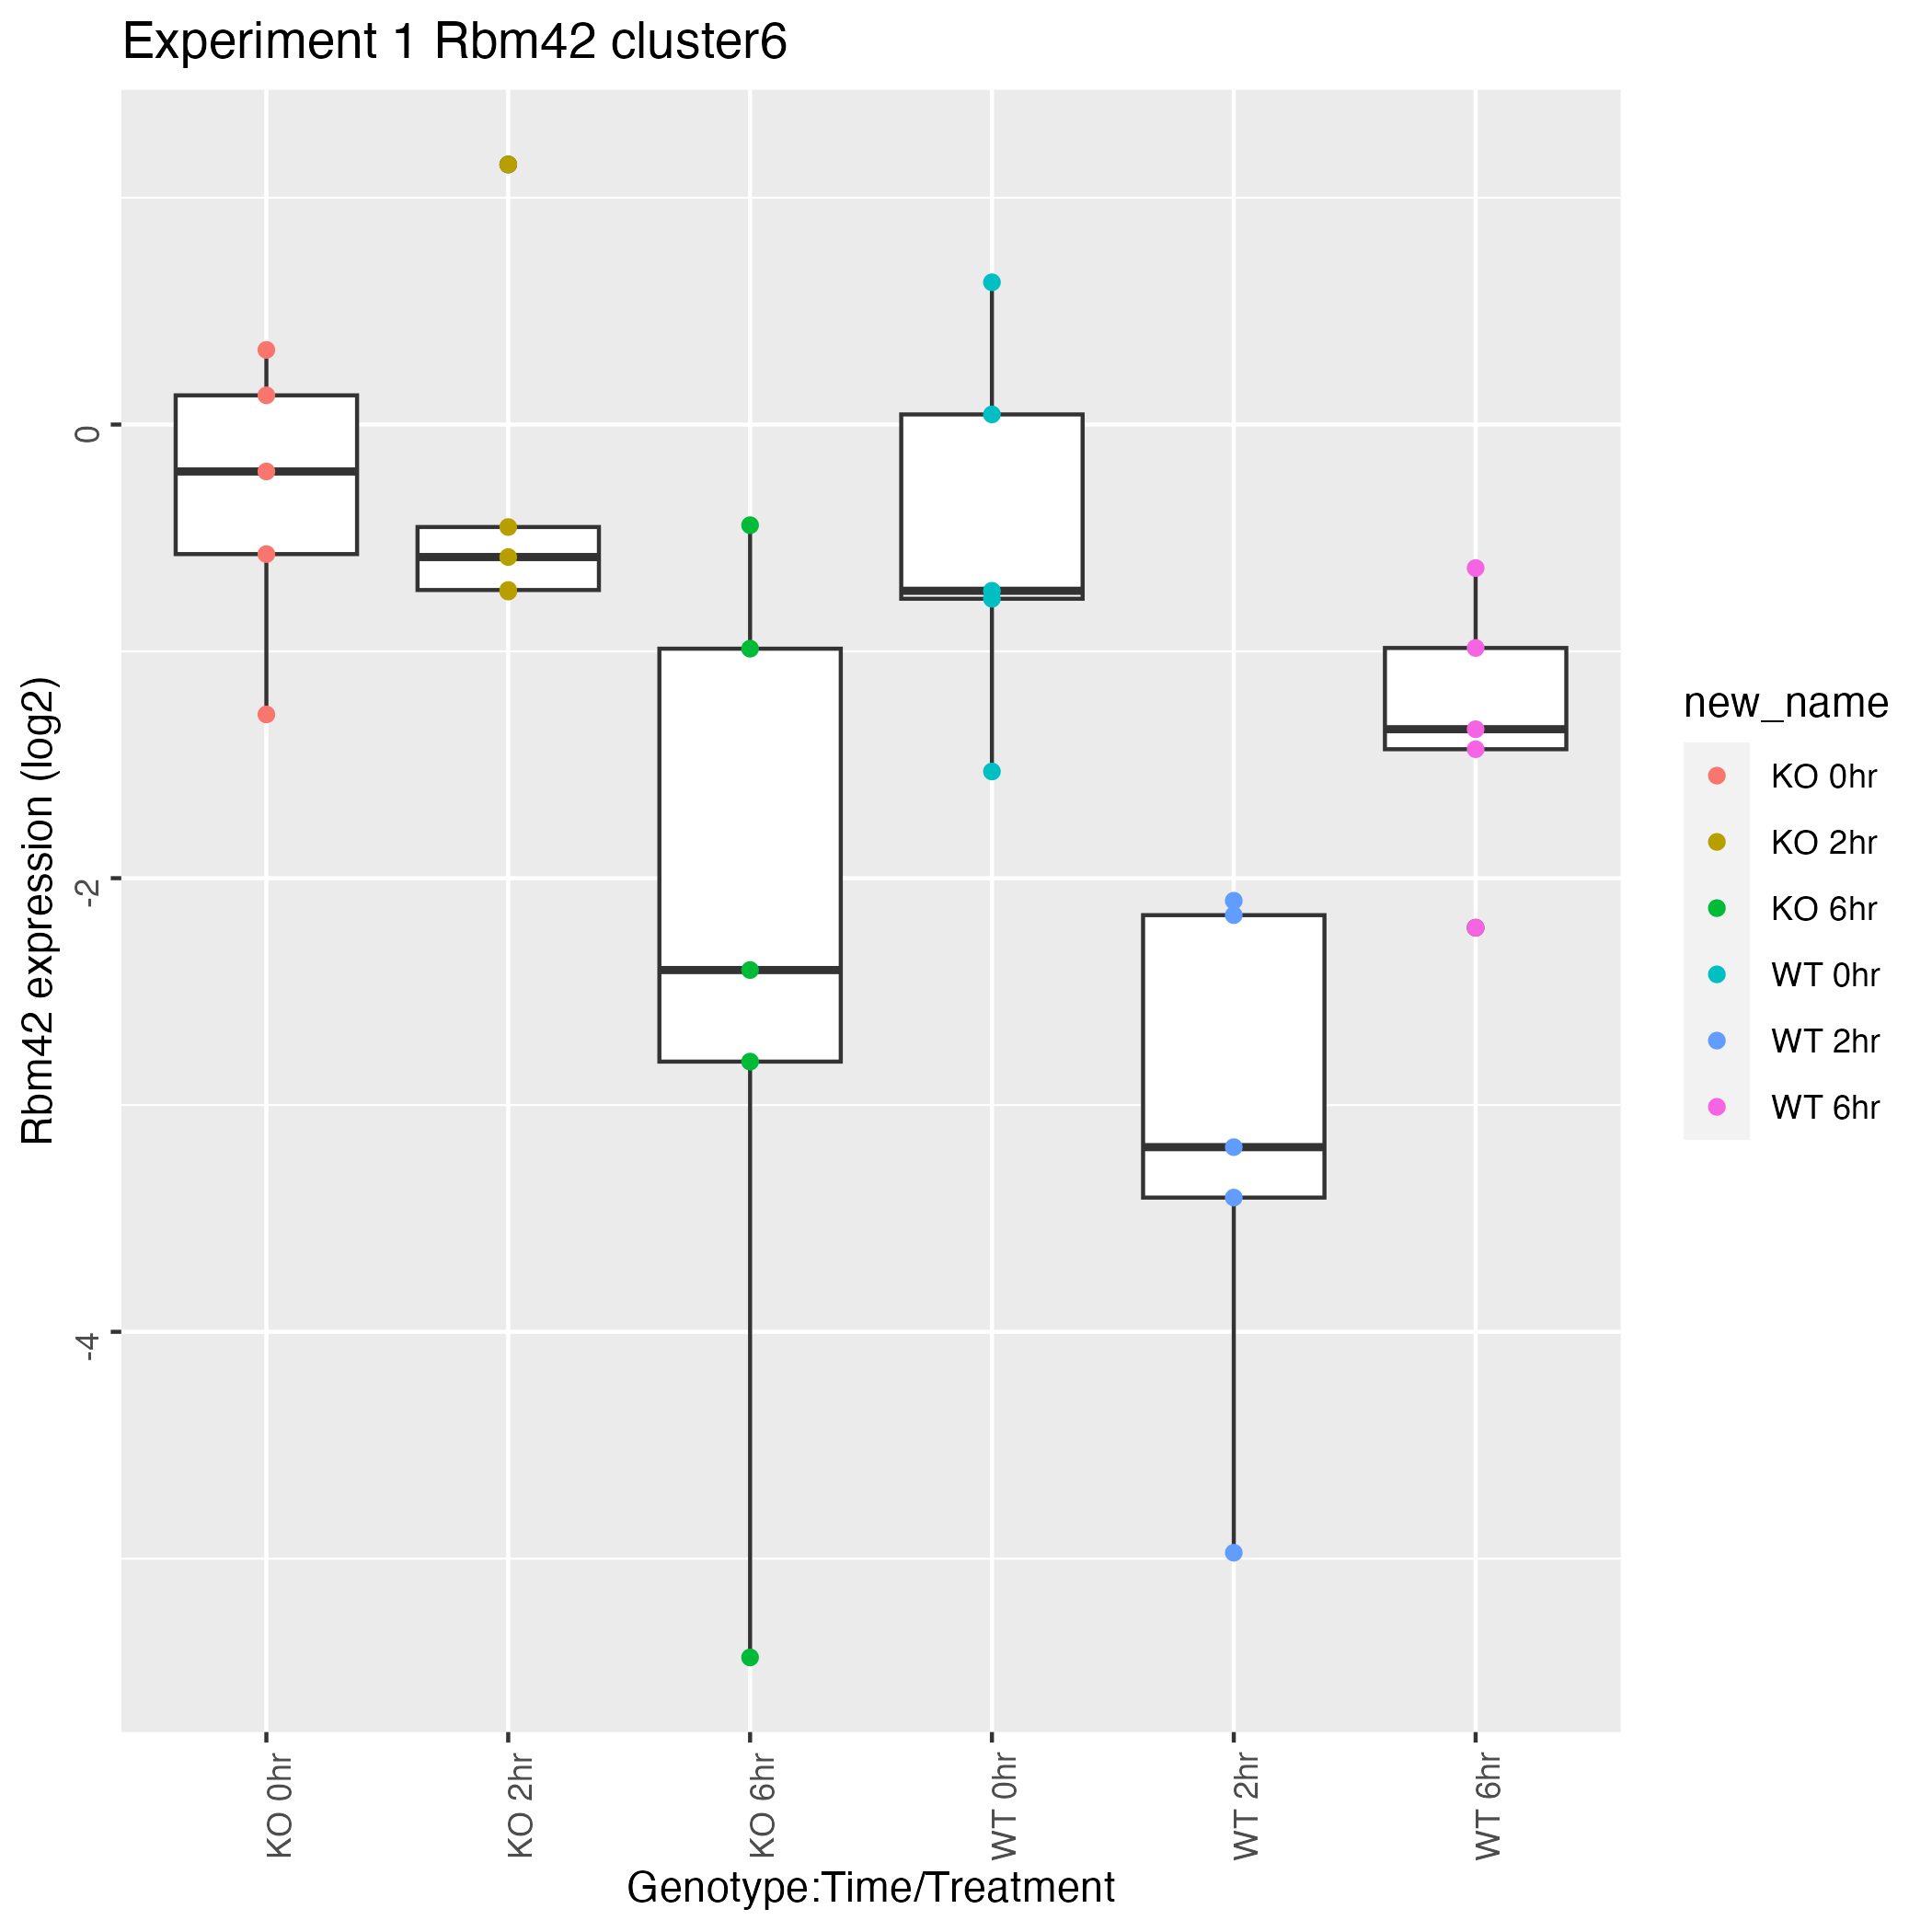 Experiment 1 Rbm42 cluster6
Rbm42 expression (log2)
0
-2
-4
KO 0hr
KO 2hr
KO 6hr
WT 0hr
WT 2hr
WT 6hr
Genotype:Time/Treatment
new_name
KO 0hr
KO 2hr
KO 6hr
WT 0hr
WT 2hr
WT 6hr